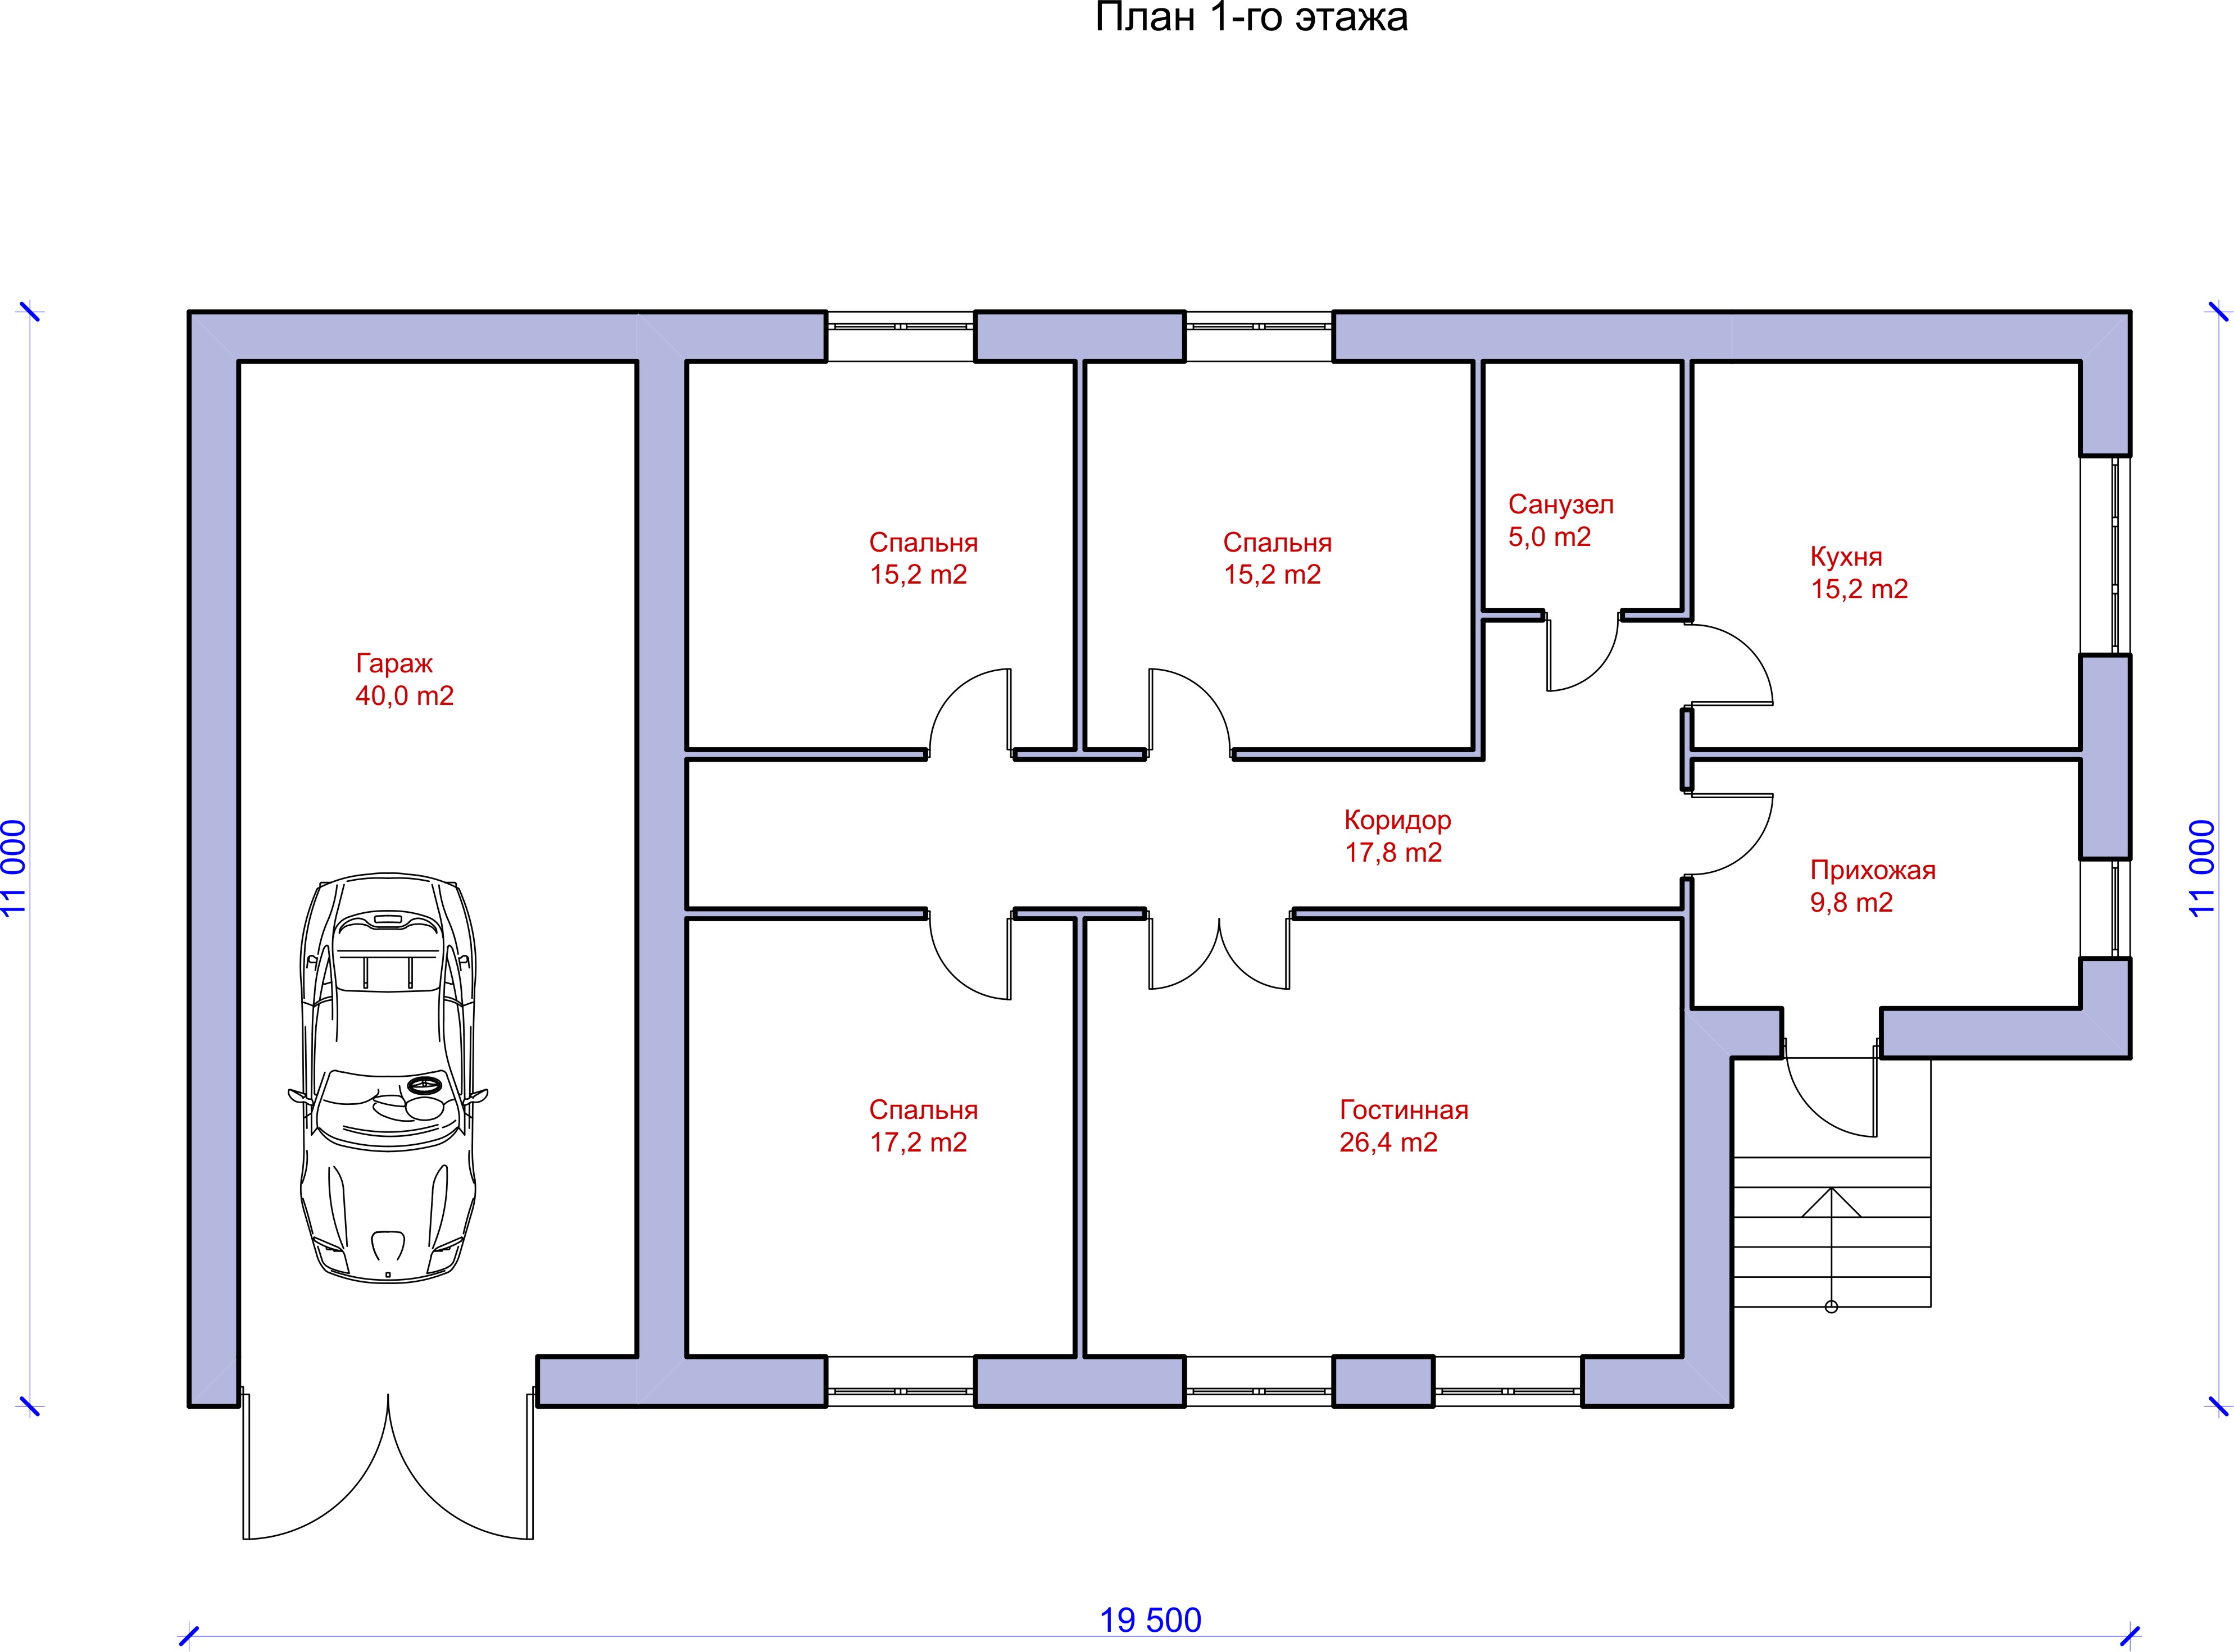 План 1-го этажа
Спальня
15,2 m2
Спальня
15,2 m2
Санузел
5,0 m2
Кухня
15,2 m2
Гараж
40,0 m2
Коридор
17,8 m2
Прихожая
9,8 m2
Спальня
17,2 m2
Гостинная
26,4 m2
11 000
11 000
19 500